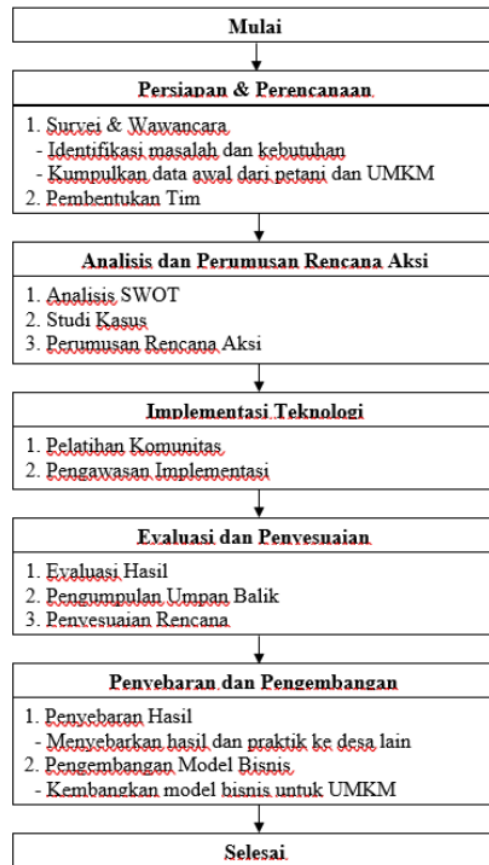 Mulai
Persiapan & Perencanaan
1. Survei & Wawancara
- Identifikasi masalah dan kebutuhan
- Kumpulkan data awal dari petani dan UMKM
2. Pembentukan Tim
Analisis dan Perumusan Rencana Aksi
1. Analisis SWOT
2. Studi Kasus
3. Perumusan Rencana Aksi
Implementasi Teknologi
1. Pelatihan Komunitas
2. Pengawasan Implementasi
Evaluasi dan Penyesuaian
1. Evaluasi Hasil
2. Pengumpulan Umpan Balik
3. Penyesuaian Rencana
Penyebaran dan Pengembangan
1. Penyebaran Hasil
- Menyebarkan hasil dan praktik ke desa lain
2. Pengembangan Model Bisnis
- Kembangkan model bisnis untuk UMKM
Selesai